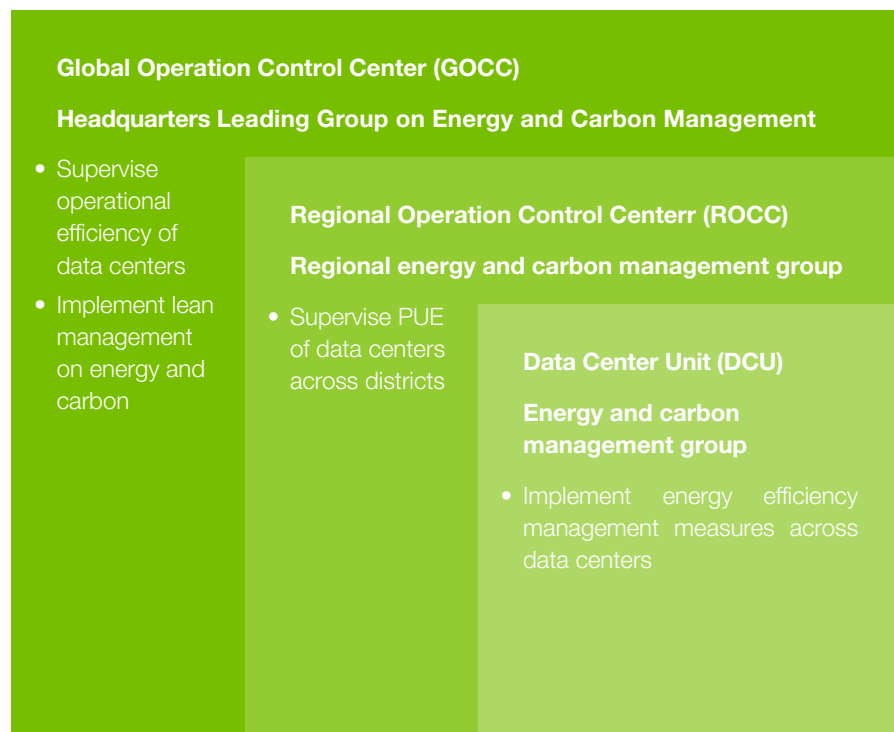 Global Operation Control Center (GOCC)
Headquarters Leading Group on Energy and Carbon Management
• Supervise
operational
efficiency of
data centers
• Implement lean
management
on energy and
carbon
Regional Operation Control Centerr (ROCC)
Regional energy and carbon management group
• Supervise PUE
of data centers
across districts
Data Center Unit (DCU)
Energy and carbon
management group
• Implement energy efficiency
management measures across
data centers